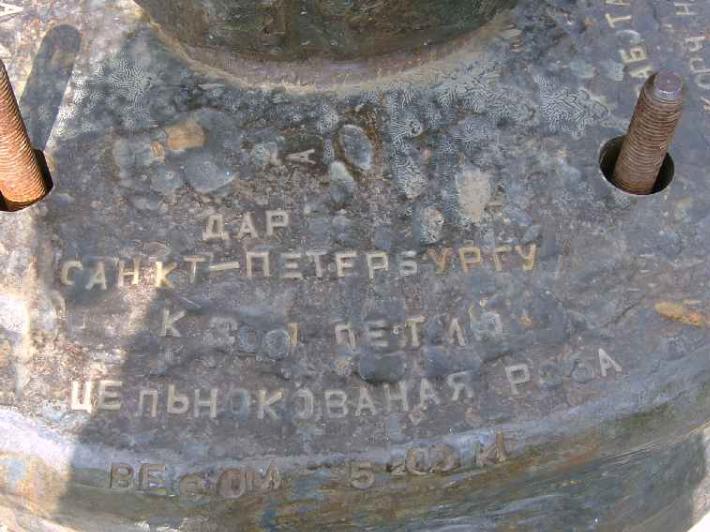 ДАР
САНКТ-ПЕТЕРБУРГУ
К ЛЕТИЮ
ЦЕЛЬНОКОВАНАЯ РОЗА
ВЕСОМ